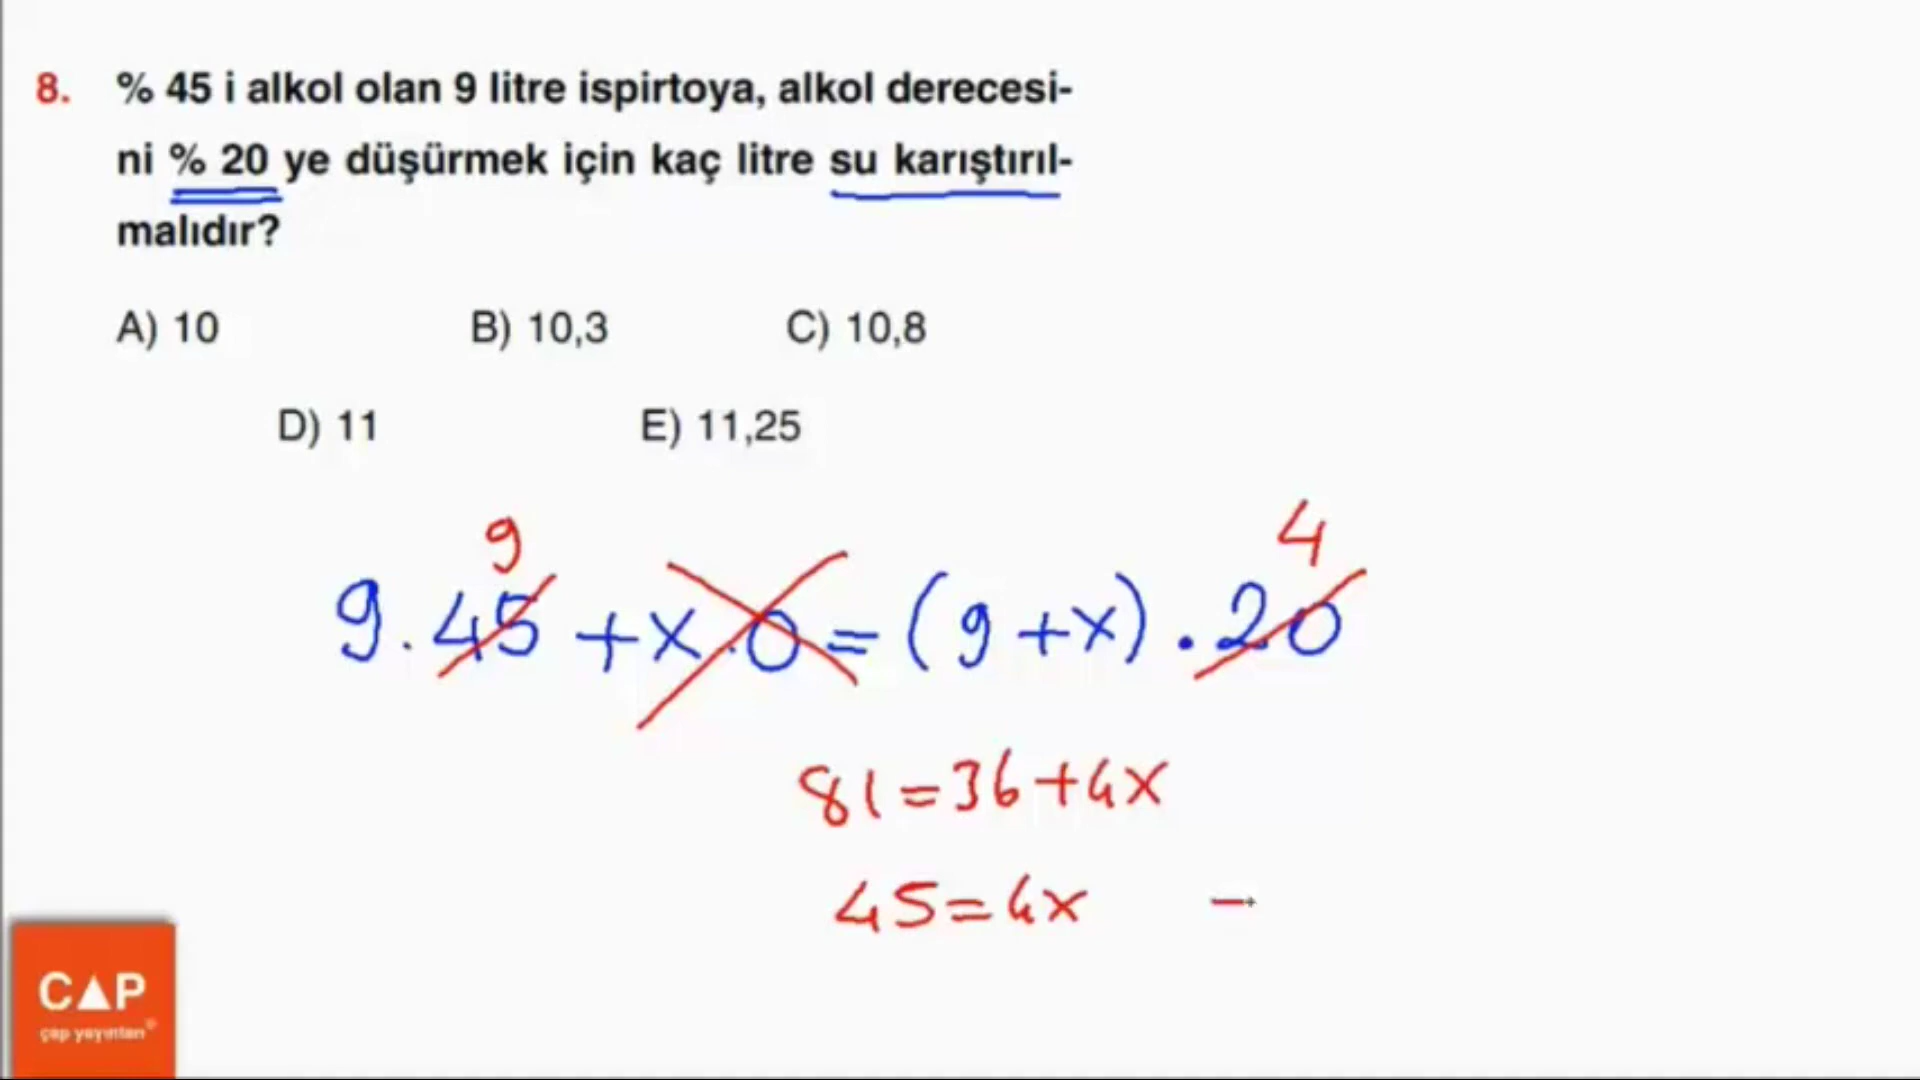 8. % 45 i alkol olan 9 litre ispirtoya, alkol derecesi-
ni % 20 ye düşürmek için kaç litre su karıştırıl-
malıdır?
A) 10 B) 10,3 C) 10,8
D) 11 E) 11,25
9 4
9.45+x.0=(9+x).20
81=36+4x
45=4x
CAP
çap yayınları®